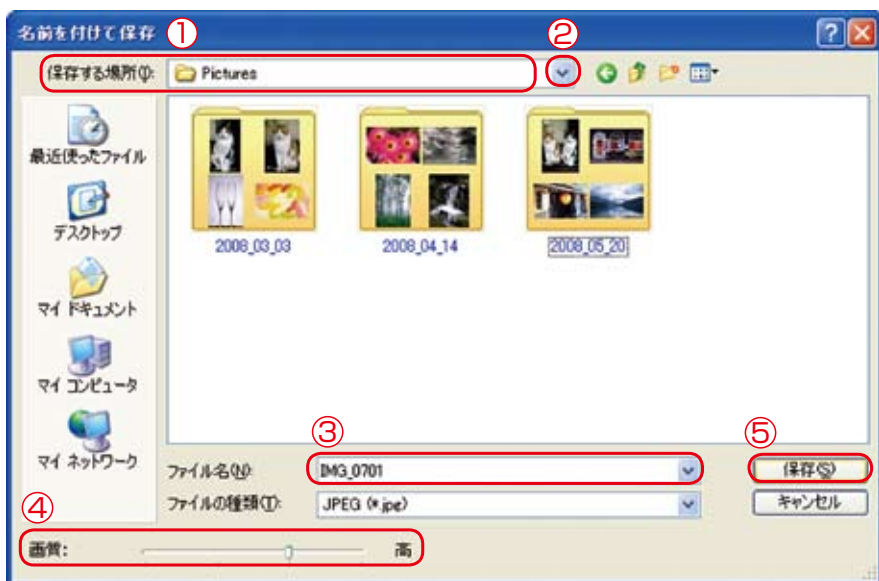 名前を付けて保存
①
②
保存する場所(I):
Pictures
最近使ったファイル
デスクトップ
マイ ドキュメント
マイ コンピュータ
マイ ネットワーク
2008_03_03
2008_04_14
2008_05_20
③
ファイル名(N):
IMG_0701
⑤
保存(S)
ファイルの種類(T):
JPEG (*.jpe)
キャンセル
④
画質:
高